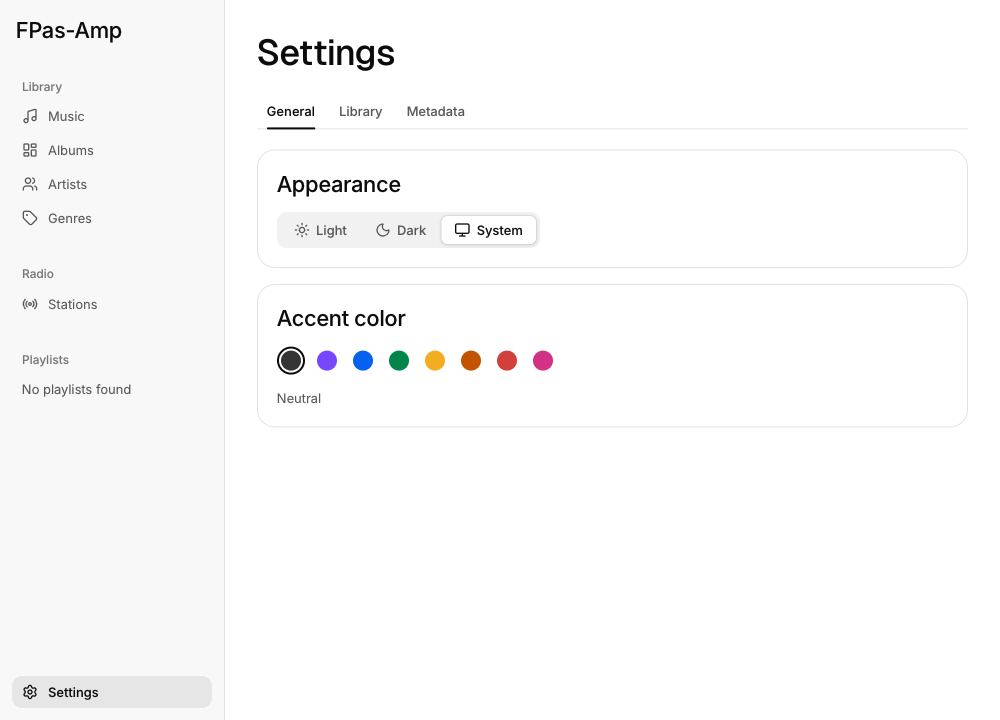 FPas-Amp
Library
Music
Albums
Artists
Genres
Radio
Stations
Playlists
No playlists found
Settings
Settings
General Library Metadata
Appearance
Light Dark System
Accent color
Neutral